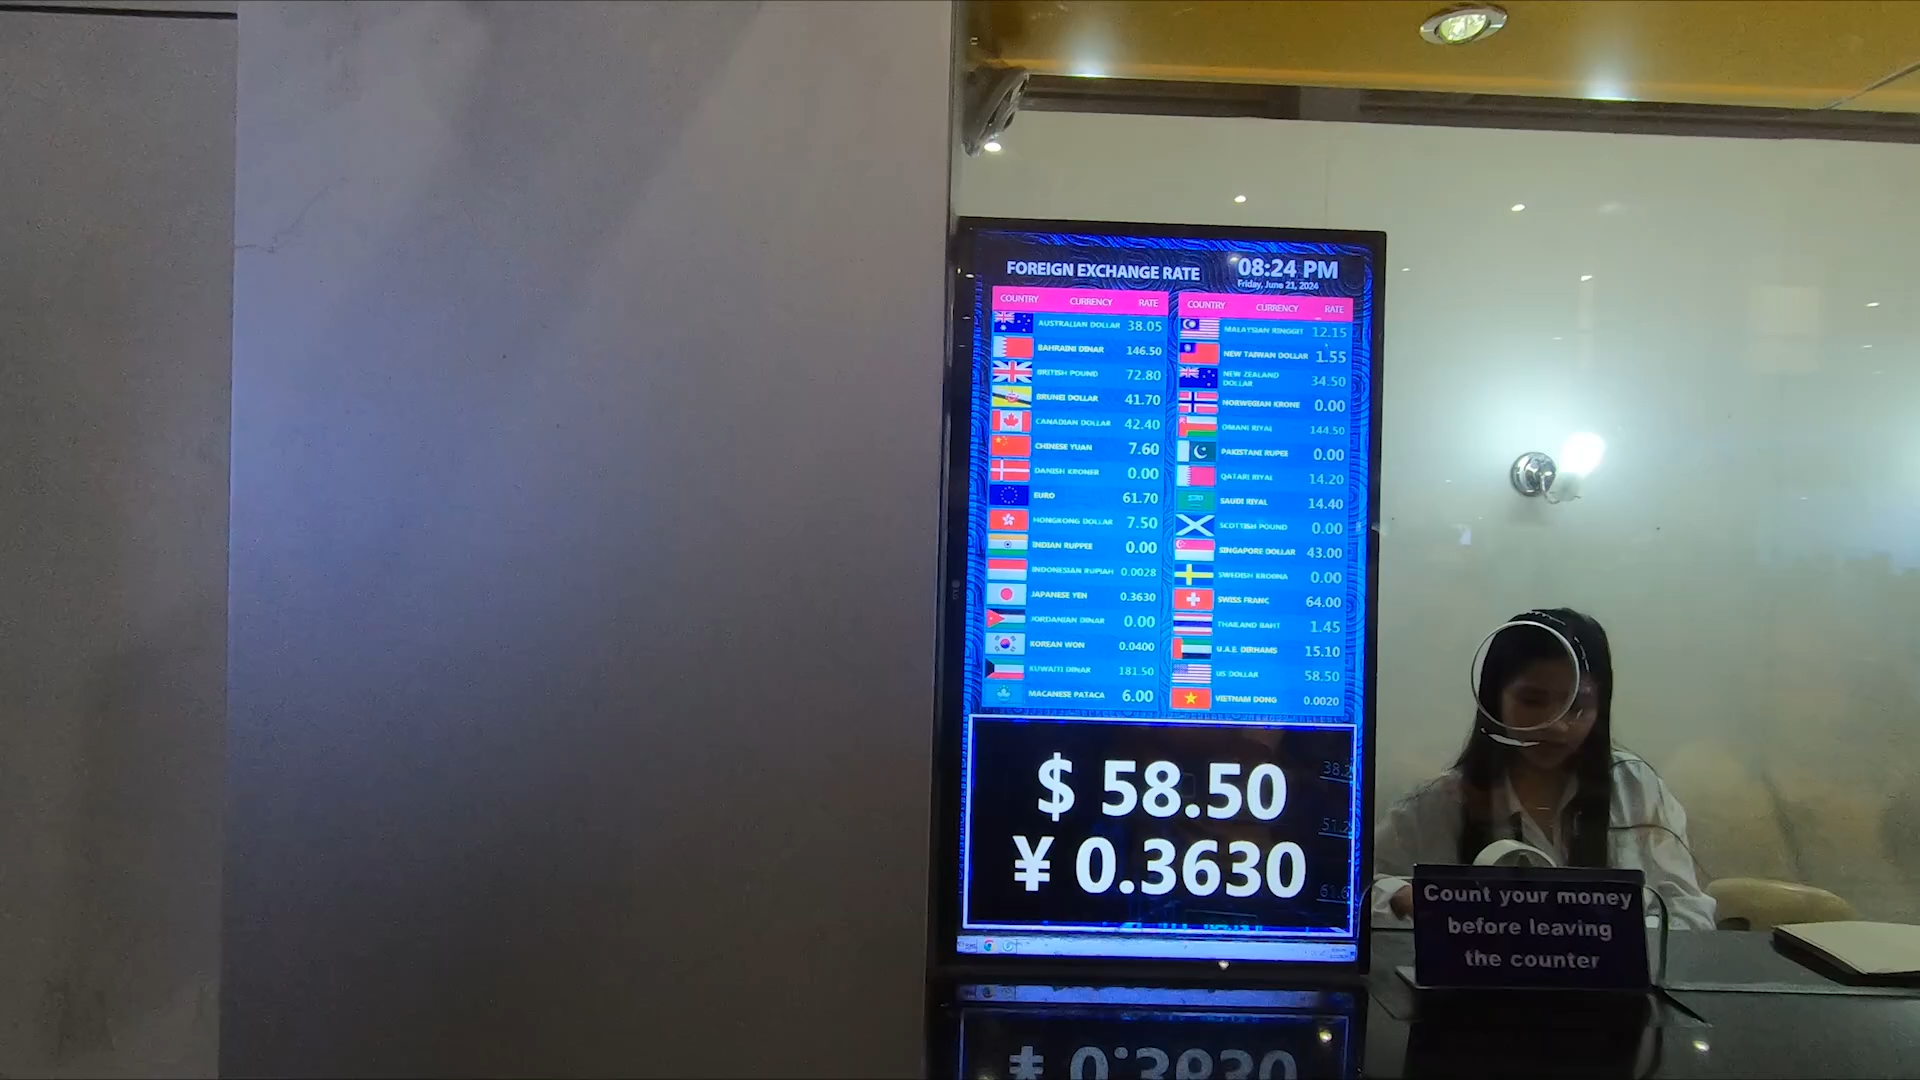 FOREIGN EXCHANGE RATE
08:24 PM
Friday, June 21, 2024
COUNTRY CURRENCY RATE
AUSTRALIAN DOLLAR 38.05
BAHRAINI DINAR 146.50
BRITISH POUND 72.80
BRUNEI DOLLAR 41.70
CANADIAN DOLLAR 42.40
CHINESE YUAN 7.60
DANISH KRONER 0.00
EURO 61.70
HONGKONG DOLLAR 7.50
INDIAN RUPPEE 0.00
INDONESIAN RUPIAH 0.0028
JAPANESE YEN 0.3630
JORDANIAN DINAR 0.00
KOREAN WON 0.0400
KUWAITI DINAR 181.50
MACANESE PATACA 6.00
COUNTRY CURRENCY RATE
MALAYSIAN RINGGIT 12.15
NEW TAIWAN DOLLAR 1.55
NEW ZEALAND
DOLLAR 34.50
NORWEGIAN KRONE 0.00
OMANI RIYAL 144.50
PAKISTANI RUPEE 0.00
QATARI RIYAL 14.20
SAUDI RIYAL 14.40
SCOTTISH POUND 0.00
SINGAPORE DOLLAR 43.00
SWEDISH KRONNA 0.00
SWISS FRANC 64.00
THAILAND BAHT 1.45
U.A.E. DIRHAMS 15.10
US DOLLAR 58.50
VIETNAM DONG 0.0020
$ 58.50
¥ 0.3630
Count your money
before leaving
the counter